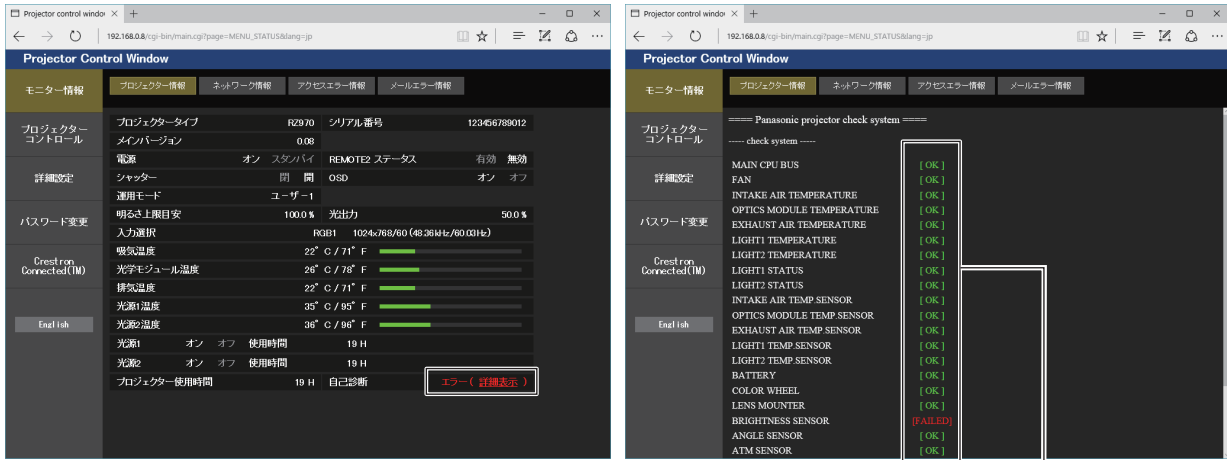 Projector control windov × +
192.168.0.8/cgi-bin/main.cgi?page=MENU_STATUS&lang=jp
Projector Control Window
モニター情報
プロジェクター
コントロール
詳細設定
パスワード変更
Crestron
Connected(TM)
English
プロジェクター情報 ネットワーク情報 アクセスエラー情報 メールエラー情報
プロジェクタータイプ RZ970 シリアル番号 123456789012
メインバージョン 0.08
電源 オン スタンバイ REMOTE2 ステータス 有効 無効
シャッター 閉 開 OSD オン オフ
運用モード ユーザー1
明るさ上限目安 100.0 % 光出力 50.0 %
入力選択 RGB1 1024x768/60 (48.36kHz/60.03Hz)
吸気温度 22° C / 71° F
光学モジュール温度 26° C / 78° F
排気温度 22° C / 71° F
光源1温度 35° C / 95° F
光源2温度 36° C / 96° F
光源1 オン オフ 使用時間 19 H
光源2 オン オフ 使用時間 19 H
プロジェクター使用時間 19 H 自己診断 エラー ( 詳細表示 )
Projector control windov × +
192.168.0.8/cgi-bin/main.cgi?page=MENU_STATUS&lang=jp
Projector Control Window
モニター情報
プロジェクター
コントロール
詳細設定
パスワード変更
Crestron
Connected(TM)
English
プロジェクター情報 ネットワーク情報 アクセスエラー情報 メールエラー情報
==== Panasonic projector check system ====
----- check system -----
MAIN CPU BUS [ OK ]
FAN [ OK ]
INTAKE AIR TEMPERATURE [ OK ]
OPTICS MODULE TEMPERATURE [ OK ]
EXHAUST AIR TEMPERATURE [ OK ]
LIGHT1 TEMPERATURE [ OK ]
LIGHT2 TEMPERATURE [ OK ]
LIGHT1 STATUS [ OK ]
LIGHT2 STATUS [ OK ]
INTAKE AIR TEMP.SENSOR [ OK ]
OPTICS MODULE TEMP.SENSOR [ OK ]
EXHAUST AIR TEMP.SENSOR [ OK ]
LIGHT1 TEMP.SENSOR [ OK ]
LIGHT2 TEMP.SENSOR [ OK ]
BATTERY [ OK ]
COLOR WHEEL [ OK ]
LENS MOUNTER [ OK ]
BRIGHTNESS SENSOR [FAILED]
ANGLE SENSOR [ OK ]
ATM SENSOR [ OK ]